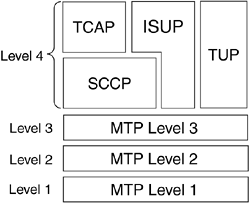 TCAP ISUP
TUP
Level 4
SCCP
Level 3 MTP Level 3
Level 2 MTP Level 2
Level 1 MTP Level 1